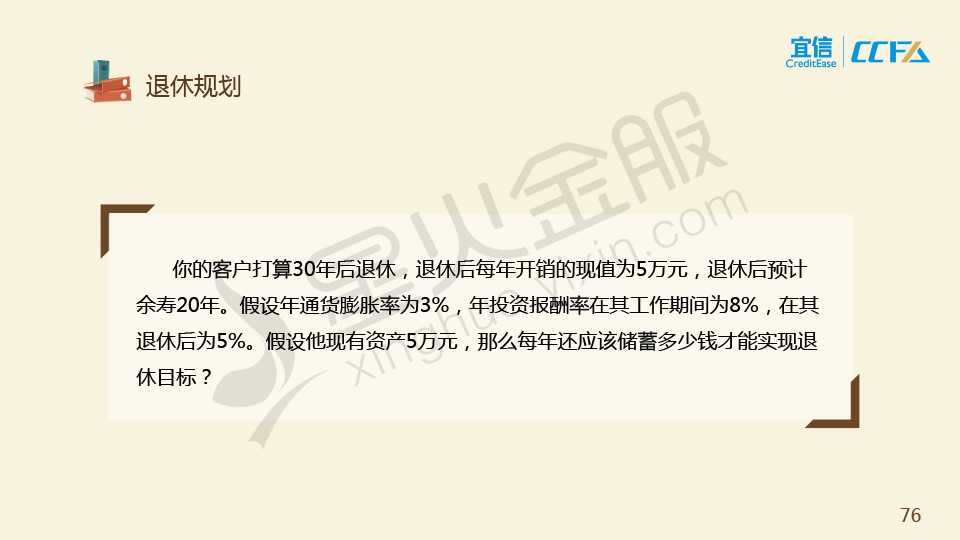 宜信
CreditEase
CCFA
退休规划
星火金服
xinghuo.yixin.com
你的客户打算30年后退休，退休后每年开销的现值为5万元，退休后预计
余寿20年。假设年通货膨胀率为3%，年投资报酬率在其工作期间为8%，在其
退休后为5%。假设他现有资产5万元，那么每年还应该储蓄多少钱才能实现退
休目标？
76